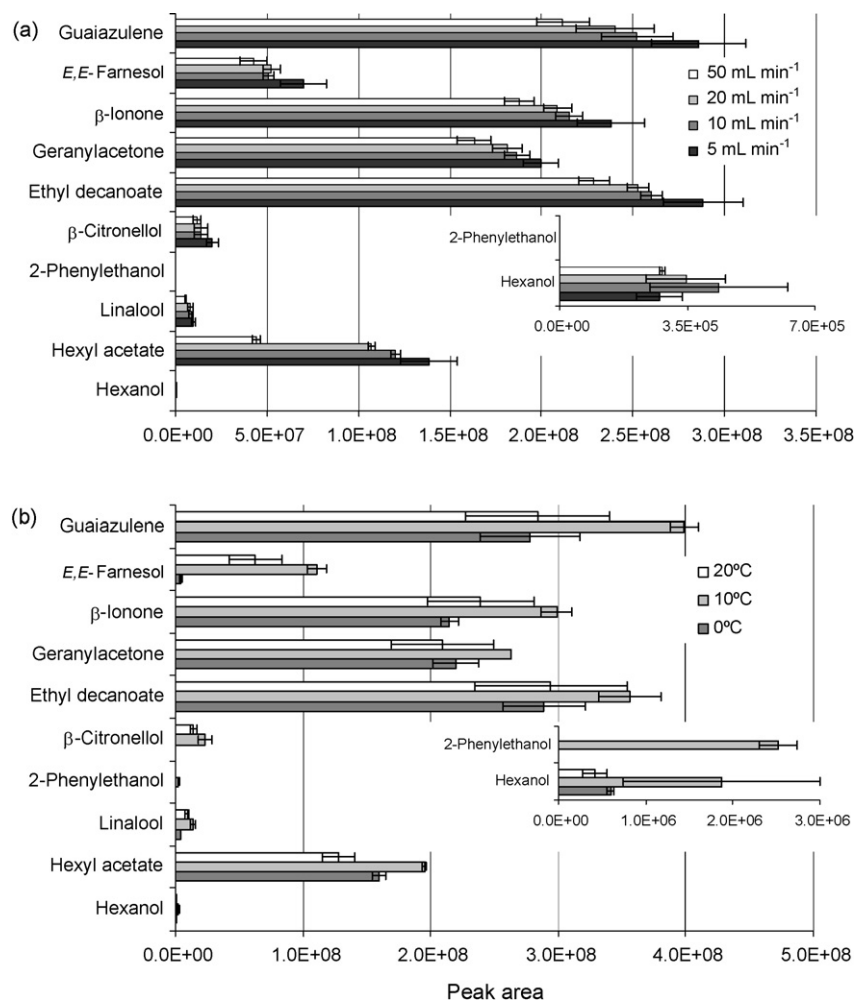 (a)
Guaiazulene
E,E-Farnesol
β-Ionone
Geranylacetone
Ethyl decanoate
β-Citronellol
2-Phenylethanol
Linalool
Hexyl acetate
Hexanol
50 mL min⁻¹
20 mL min⁻¹
10 mL min⁻¹
5 mL min⁻¹
2-Phenylethanol
Hexanol
0.0E+00 3.5E+05 7.0E+05
0.0E+00 5.0E+07 1.0E+08 1.5E+08 2.0E+08 2.5E+08 3.0E+08 3.5E+08
(b)
Guaiazulene
E,E-Farnesol
β-Ionone
Geranylacetone
Ethyl decanoate
β-Citronellol
2-Phenylethanol
Linalool
Hexyl acetate
Hexanol
20ºC
10ºC
0ºC
2-Phenylethanol
Hexanol
0.0E+00 1.0E+06 2.0E+06 3.0E+06
0.0E+00 1.0E+08 2.0E+08 3.0E+08 4.0E+08 5.0E+08
Peak area